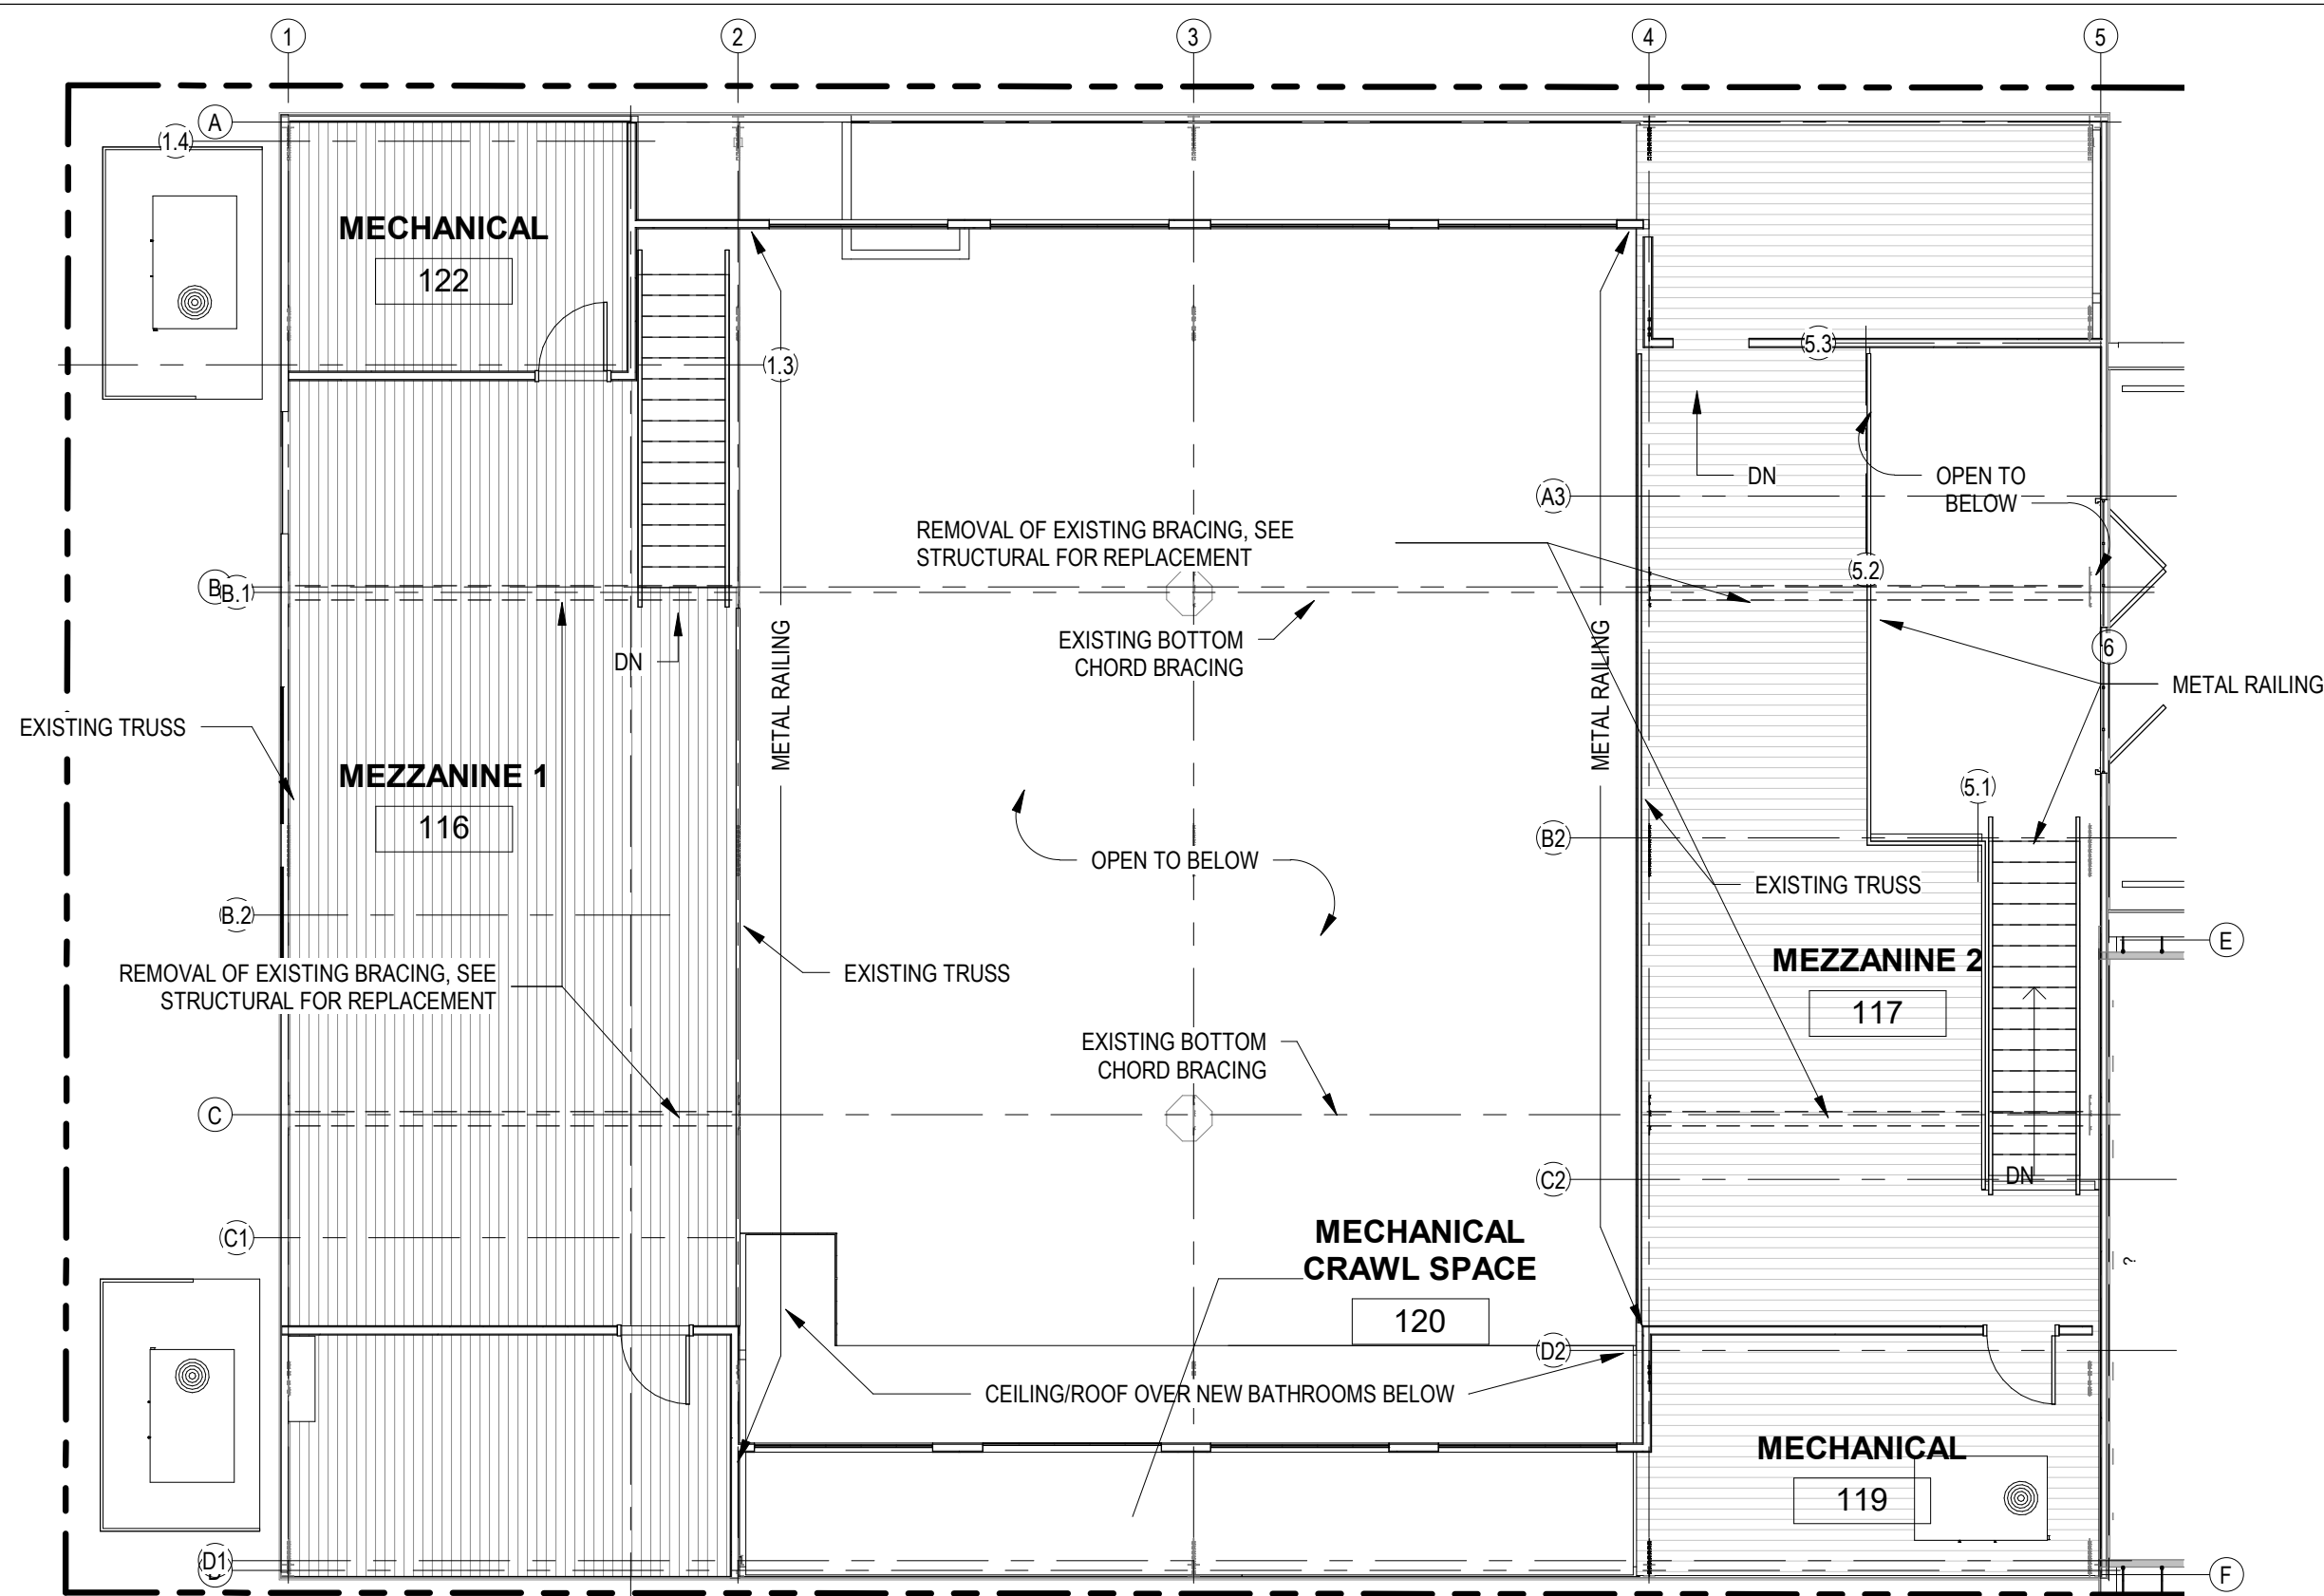 1
2
3
4
5
A
1.4
MECHANICAL
122
1.3
5.3
DN
OPEN TO
BELOW
A3
REMOVAL OF EXISTING BRACING, SEE
STRUCTURAL FOR REPLACEMENT
B
B.1
5.2
EXISTING BOTTOM
CHORD BRACING
DN
METAL RAILING
METAL RAILING
6
METAL RAILING
EXISTING TRUSS
MEZZANINE 1
116
5.1
B2
OPEN TO BELOW
EXISTING TRUSS
B.2
E
MEZZANINE 2
117
REMOVAL OF EXISTING BRACING, SEE
STRUCTURAL FOR REPLACEMENT
EXISTING TRUSS
EXISTING BOTTOM
CHORD BRACING
C
C2
DN
C1
MECHANICAL
CRAWL SPACE
120
?
D2
CEILING/ROOF OVER NEW BATHROOMS BELOW
MECHANICAL
119
D1
F